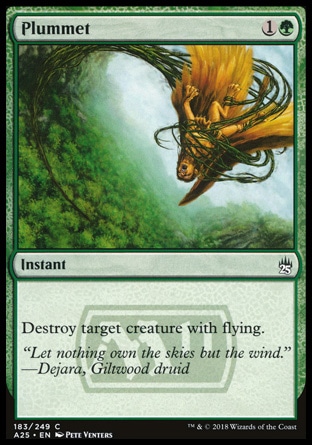 Plummet 1
Instant 25
Destroy target creature with flying.
“Let nothing own the skies but the wind.”
—Dejara, Giltwood druid
183/249 C
A25 • EN Pete Venters ™ & © 2018 Wizards of the Coast